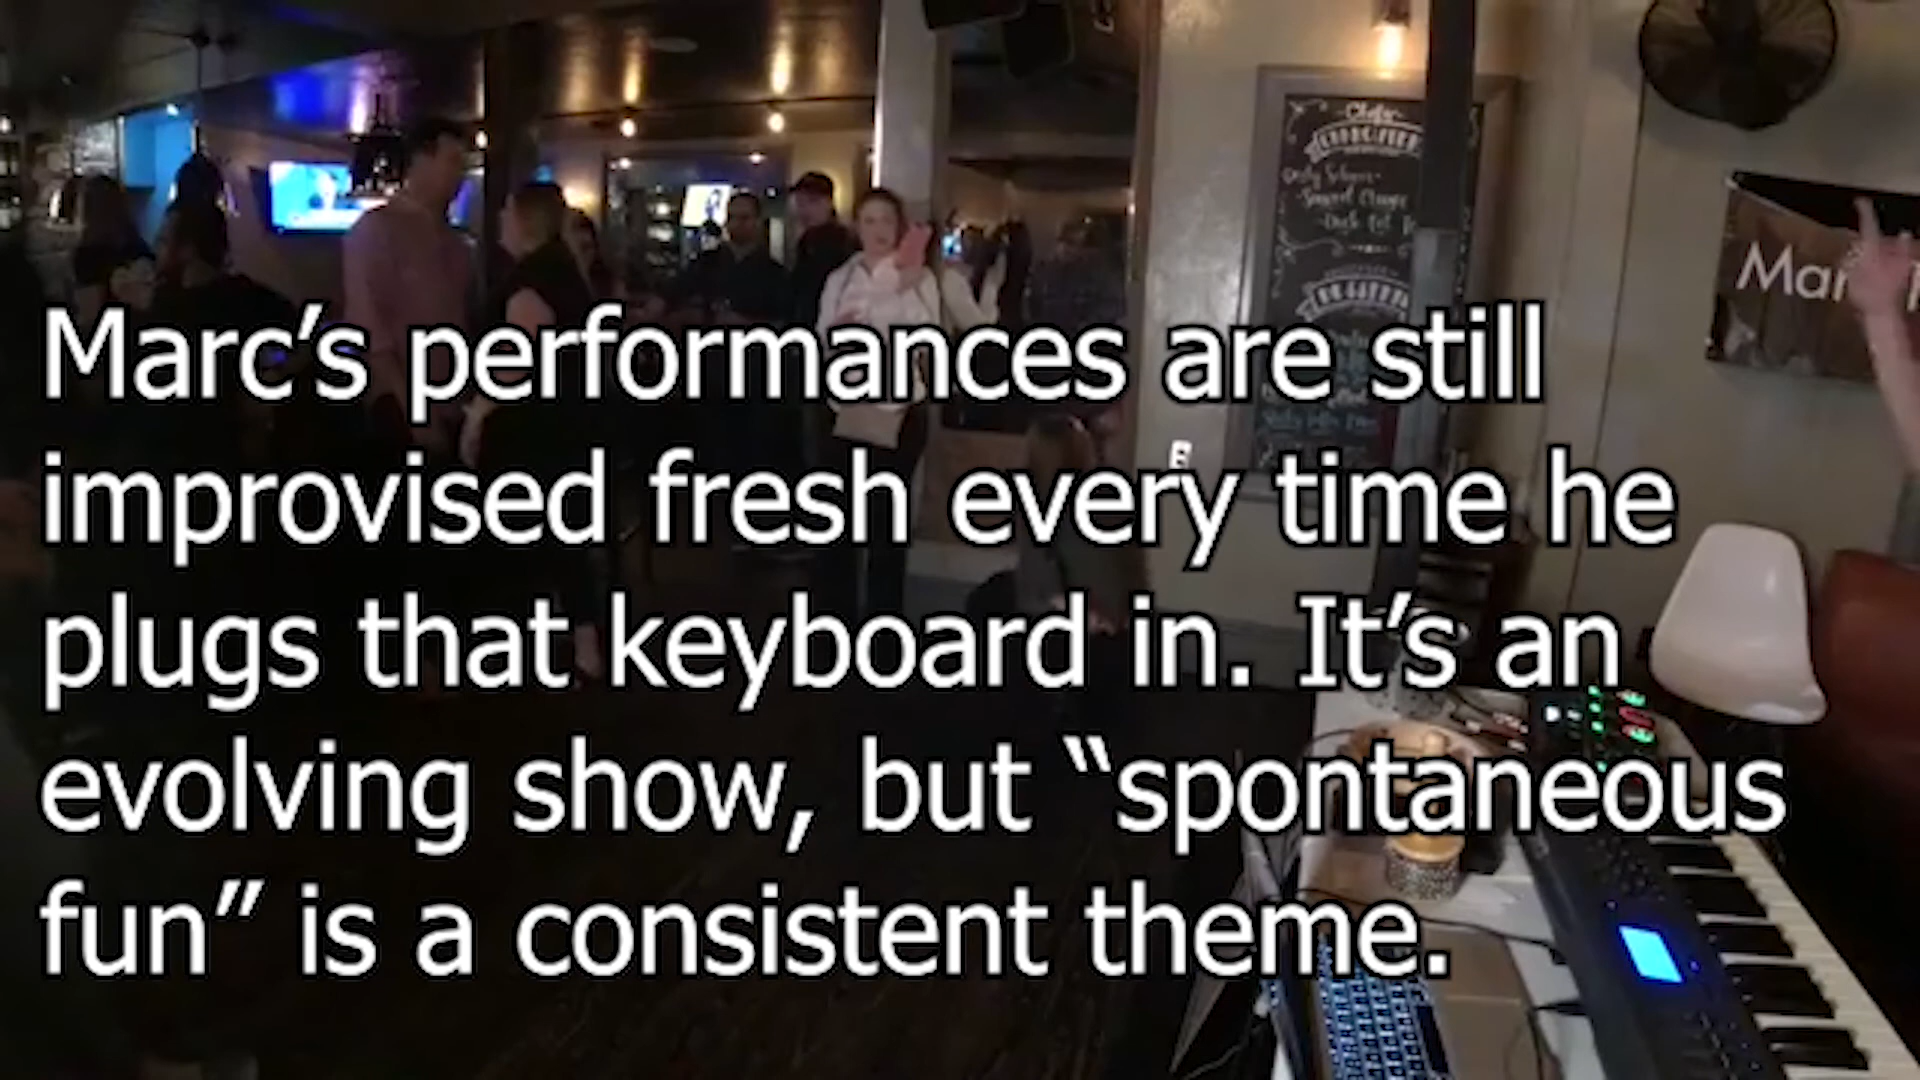 Mar
Marc’s performances are still
improvised fresh every time he
plugs that keyboard in. It’s an
evolving show, but “spontaneous
fun” is a consistent theme.